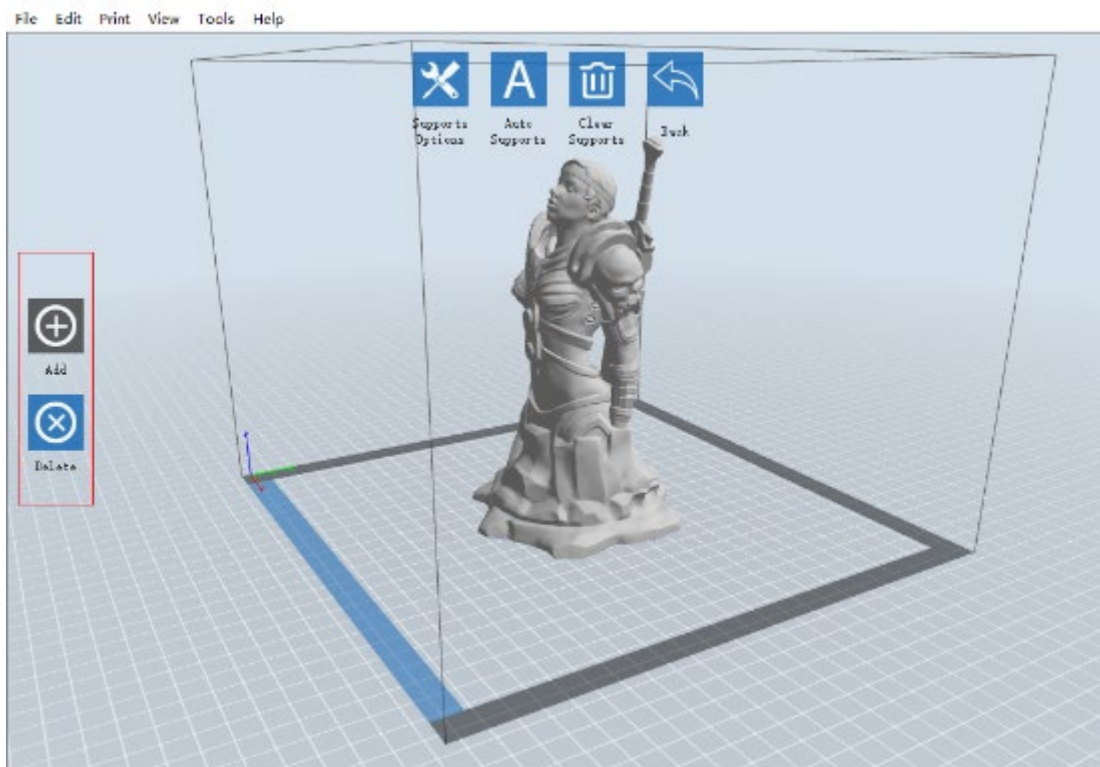 File Edit Print View Tools Help
Supports
Options
Auto
Supports
Clear
Supports
Back
Add
Delete